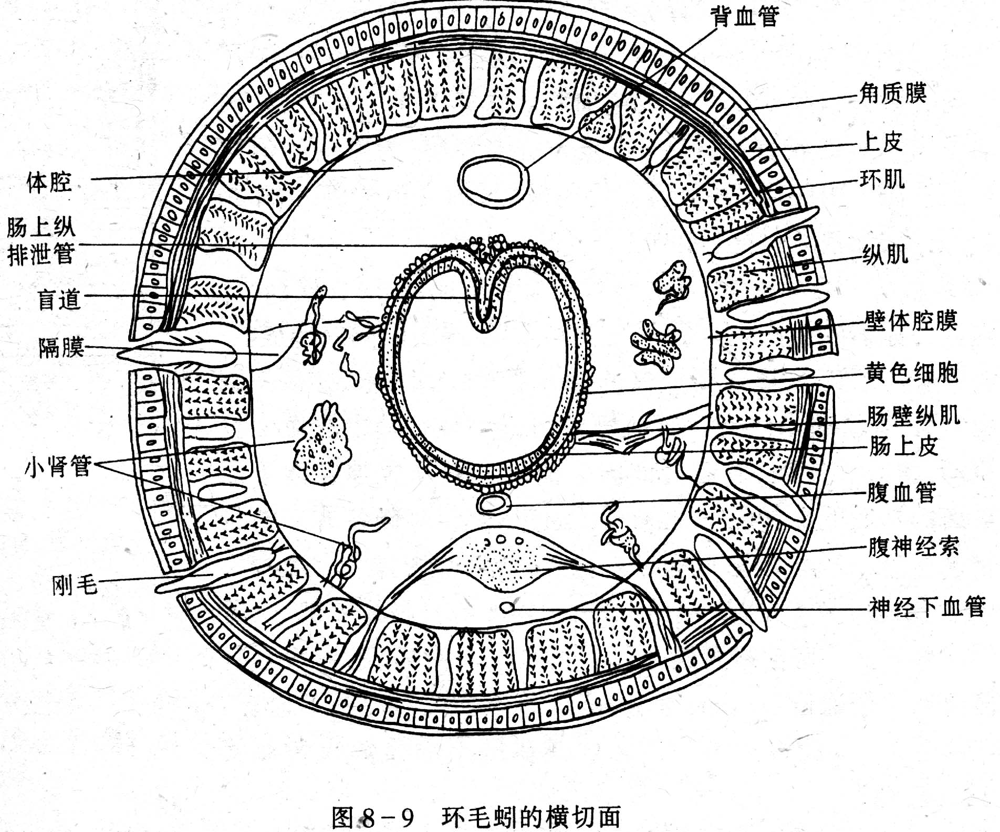 背血管
角质膜
上皮
环肌
纵肌
壁体腔膜
黄色细胞
肠壁纵肌
肠上皮
腹血管
腹神经索
神经下血管
体腔
肠上纵
排泄管
盲道
隔膜
小肾管
刚毛
图8-9 环毛蚓的横切面